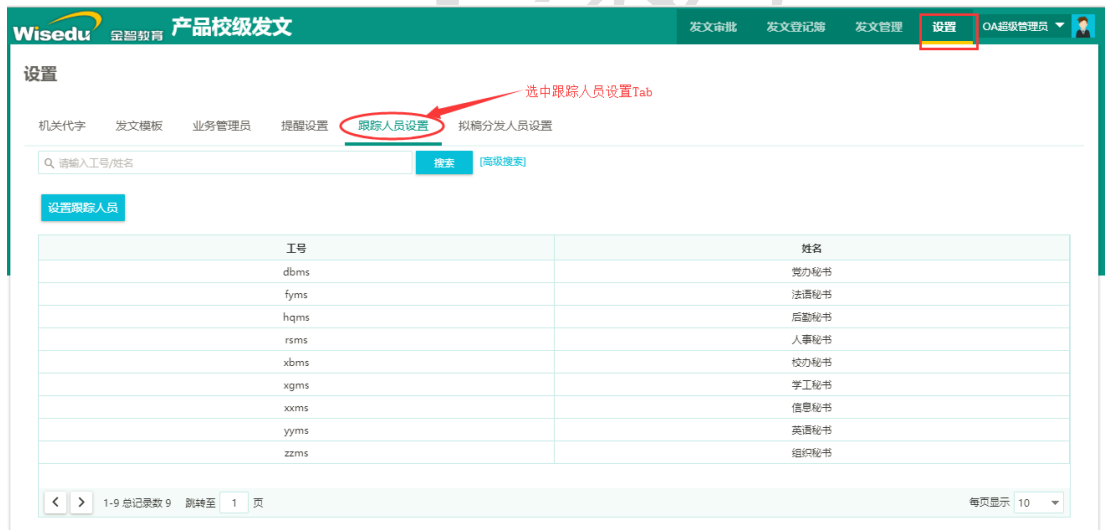 Wisedu 金智教育 产品校级发文 发文审批 发文登记簿 发文管理 设置 OA超级管理员
设置
选中跟踪人员设置Tab
机关代字 发文模板 业务管理员 提醒设置 跟踪人员设置 拟稿分发人员设置
请输入工号/姓名 搜索 [高级搜索]
设置跟踪人员
工号 姓名
dbms 党办秘书
fyms 法语秘书
hqms 后勤秘书
rsms 人事秘书
xbms 校办秘书
xgms 学工秘书
xxms 信息秘书
yyms 英语秘书
zzms 组织秘书
1-9 总记录数 9 跳转至 1 页 每页显示 10